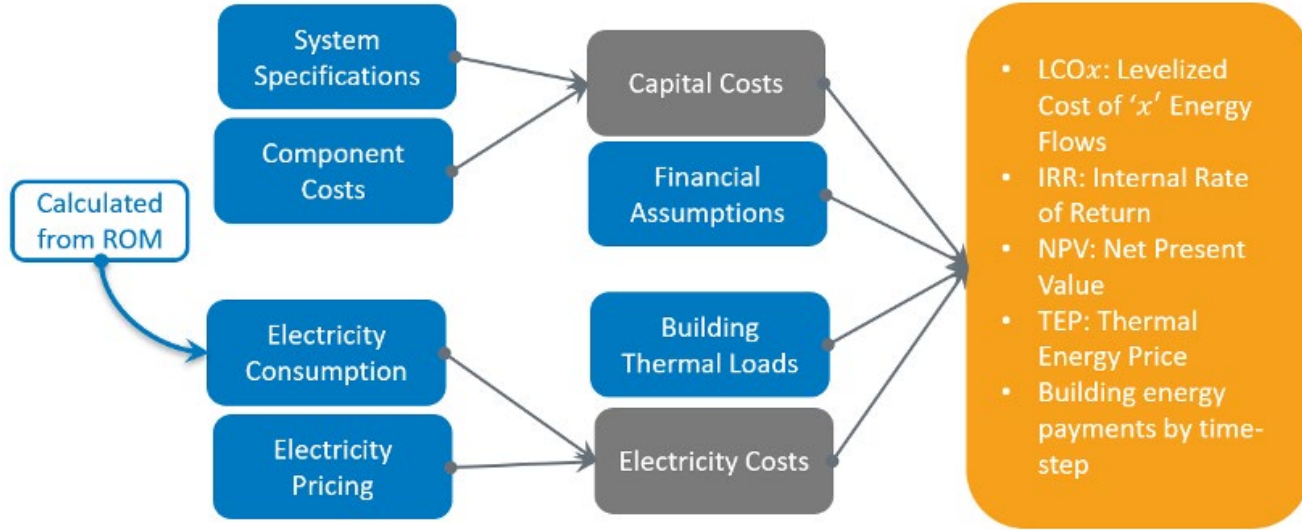 System
Specifications
Component
Costs
Calculated
from ROM
Electricity
Consumption
Electricity
Pricing
Capital Costs
Financial
Assumptions
Building
Thermal Loads
Electricity Costs
• LCOx: Levelized
Cost of ‘x’ Energy
Flows
• IRR: Internal Rate
of Return
• NPV: Net Present
Value
• TEP: Thermal
Energy Price
• Building energy
payments by time-
step